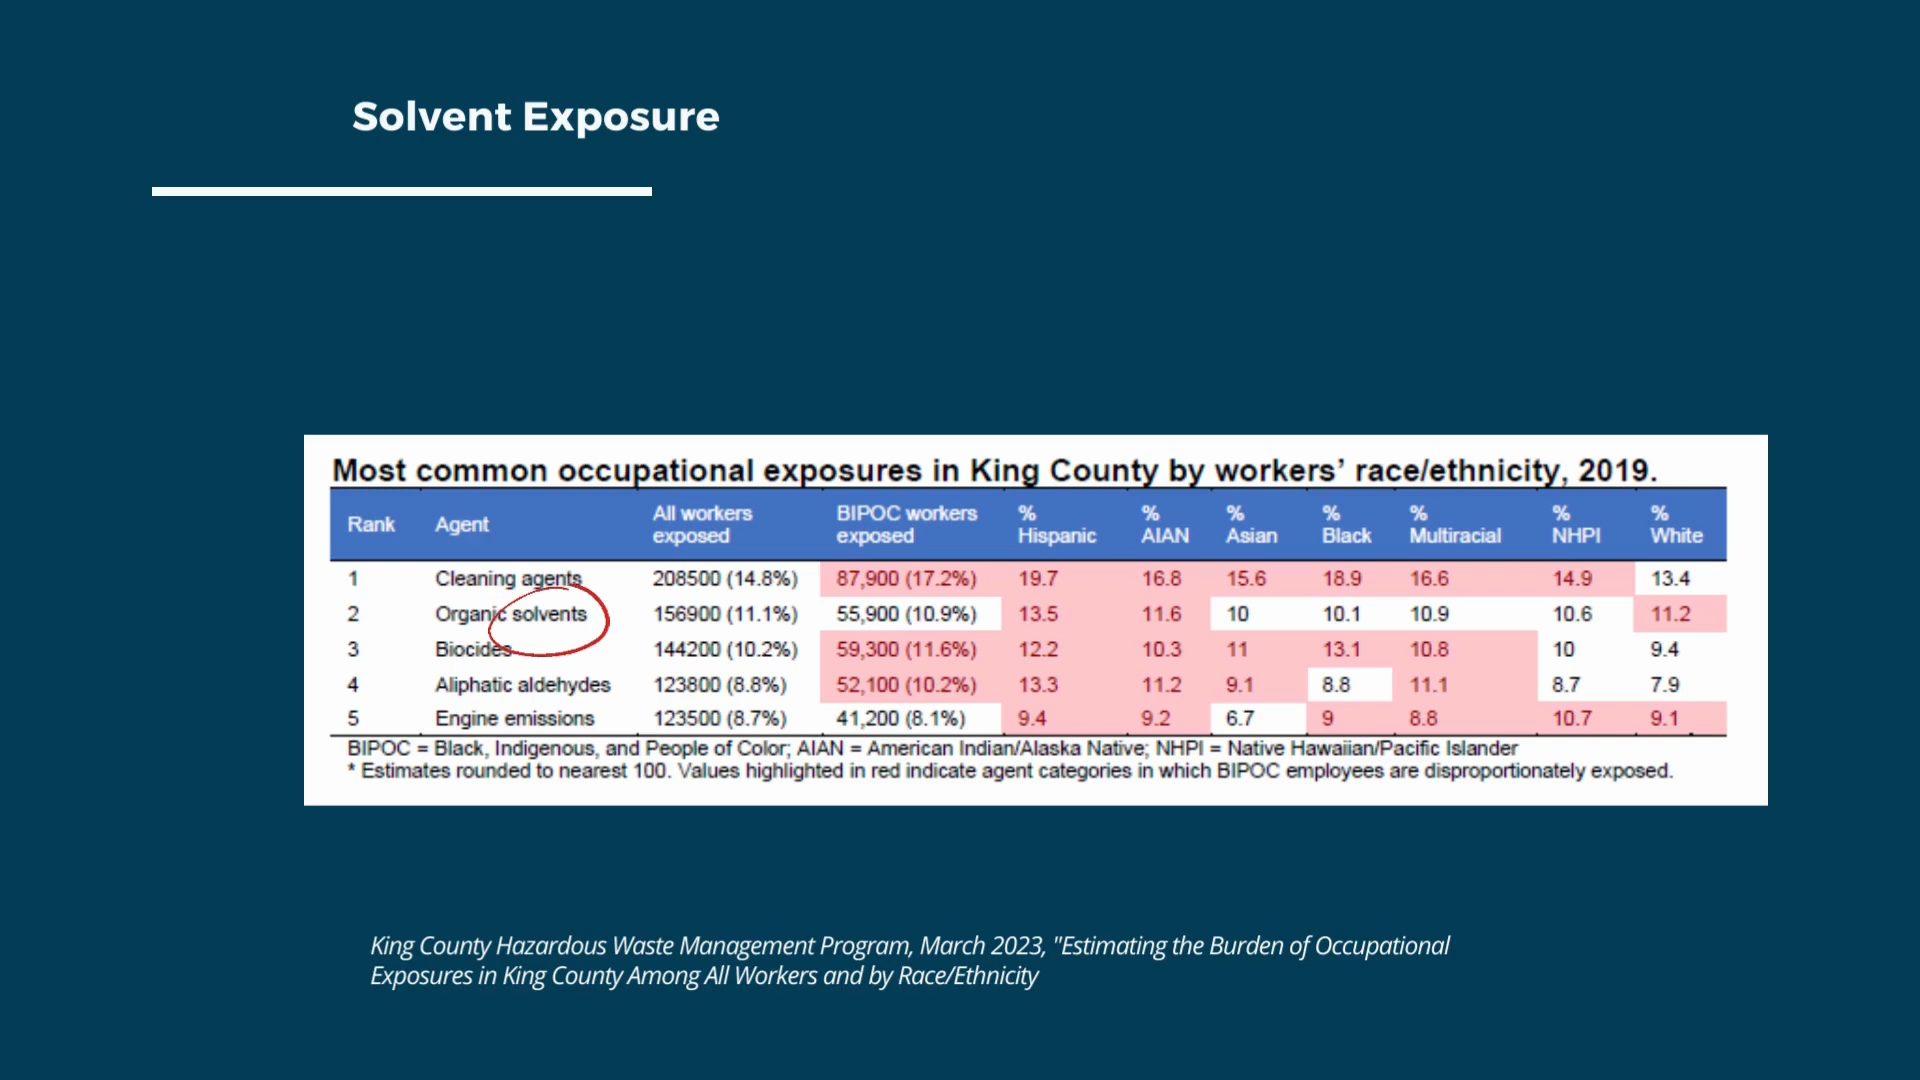 Solvent Exposure
Most common occupational exposures in King County by workers’ race/ethnicity, 2019.
Rank Agent All workers exposed BIPOC workers exposed % Hispanic % AIAN % Asian % Black % Multiracial % NHPI % White
1 Cleaning agents 208500 (14.8%) 87,900 (17.2%) 19.7 16.8 15.6 18.9 16.6 14.9 13.4
2 Organic solvents 156900 (11.1%) 55,900 (10.9%) 13.5 11.6 10 10.1 10.9 10.6 11.2
3 Biocides 144200 (10.2%) 59,300 (11.6%) 12.2 10.3 11 13.1 10.8 10 9.4
4 Aliphatic aldehydes 123800 (8.8%) 52,100 (10.2%) 13.3 11.2 9.1 8.8 11.1 8.7 7.9
5 Engine emissions 123500 (8.7%) 41,200 (8.1%) 9.4 9.2 6.7 9 8.8 10.7 9.1
BIPOC = Black, Indigenous, and People of Color; AIAN = American Indian/Alaska Native; NHPI = Native Hawaiian/Pacific Islander
* Estimates rounded to nearest 100. Values highlighted in red indicate agent categories in which BIPOC employees are disproportionately exposed.
King County Hazardous Waste Management Program, March 2023, "Estimating the Burden of Occupational
Exposures in King County Among All Workers and by Race/Ethnicity